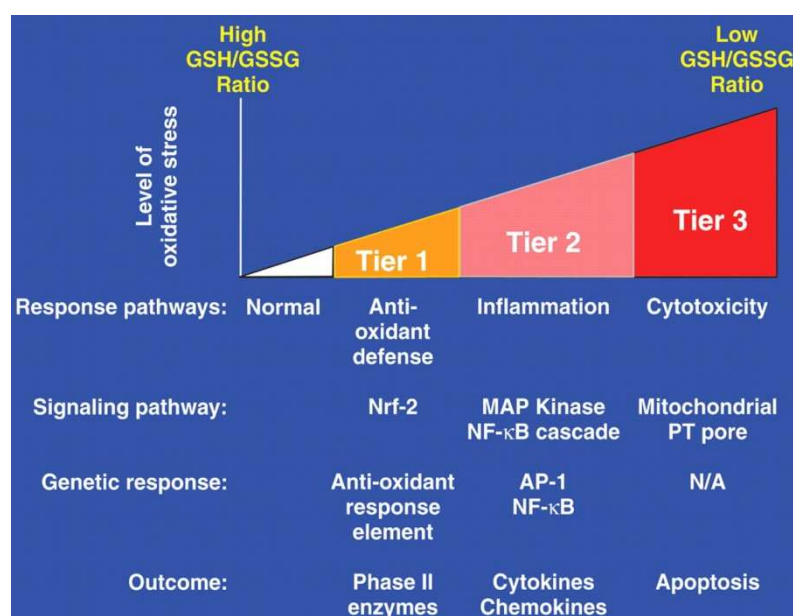 High
GSH/GSSG
Ratio
Low
GSH/GSSG
Ratio
Level of
oxidative stress
Tier 1
Tier 2
Tier 3
Response pathways: Normal Anti- Inflammation Cytotoxicity
oxidant
defense
Signaling pathway: Nrf-2 MAP Kinase Mitochondrial
NF-κB cascade PT pore
Genetic response: Anti-oxidant AP-1 N/A
response NF-κB
element
Outcome: Phase II Cytokines Apoptosis
enzymes Chemokines